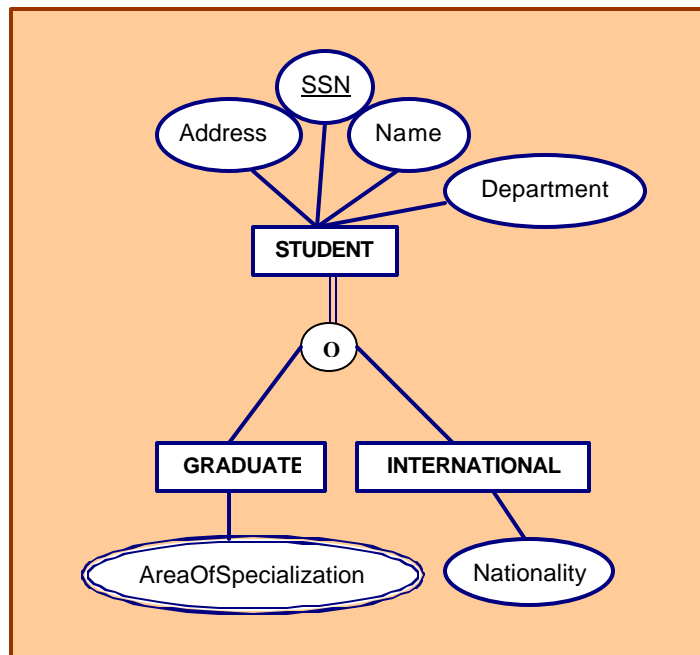 SSN
Address
Name
Department
STUDENT
O
GRADUATE
INTERNATIONAL
AreaOfSpecialization
Nationality